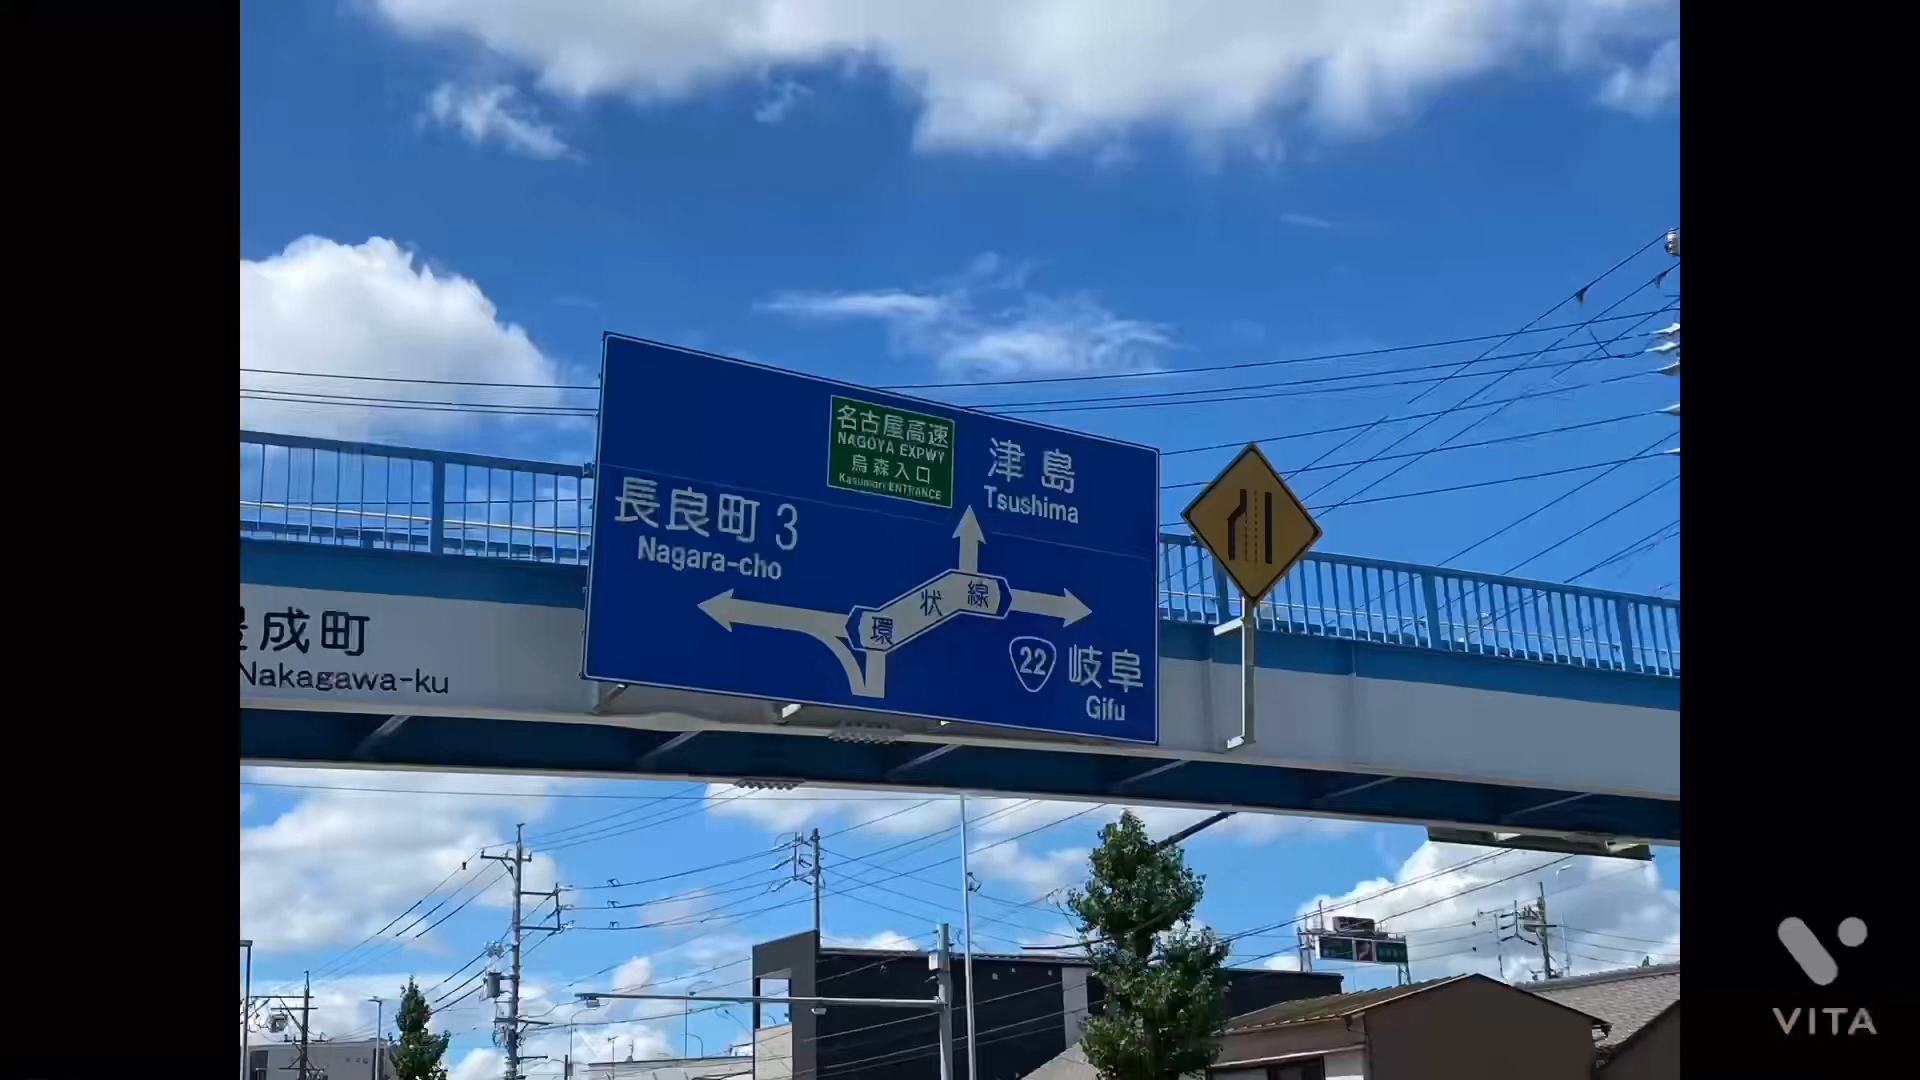 名古屋高速
NAGOYA EXPWY
烏森入口
Kasumori ENTRANCE
津島
Tsushima
長良町 3
Nagara-cho
環状線
22 岐阜
Gifu
成町
Nakagawa-ku
VITA